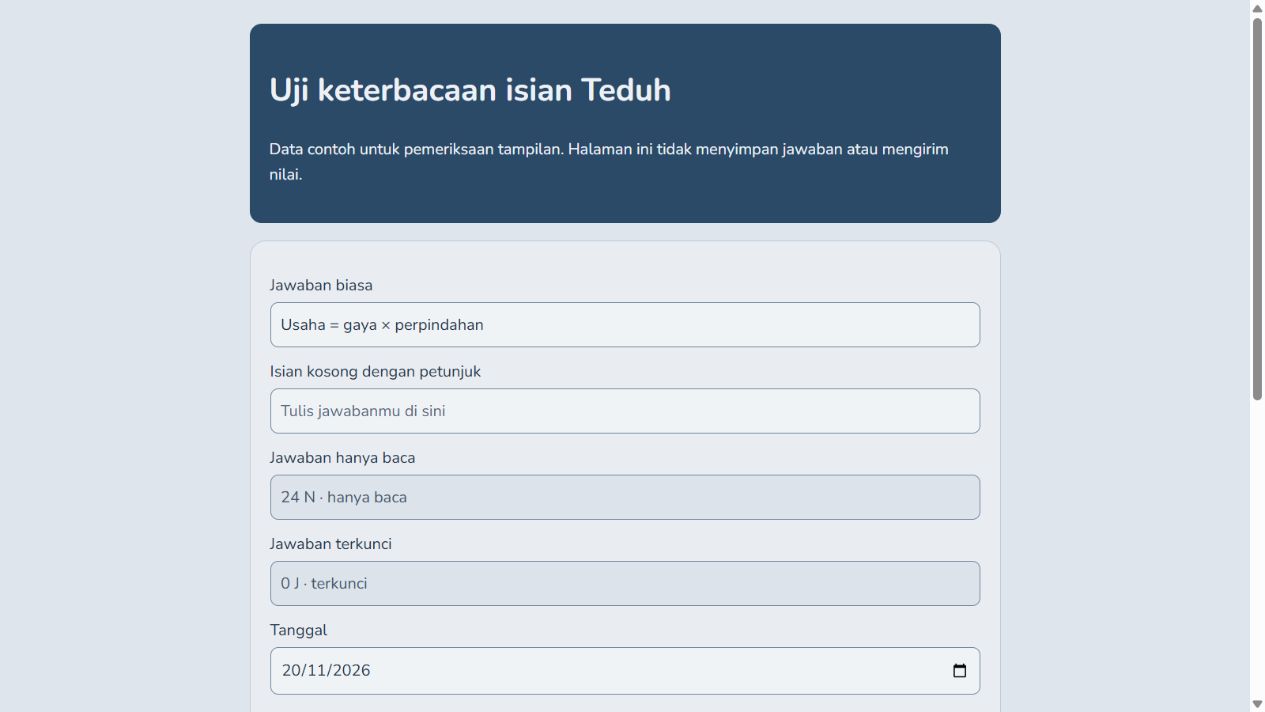 Uji keterbacaan isian Teduh
Data contoh untuk pemeriksaan tampilan. Halaman ini tidak menyimpan jawaban atau mengirim
nilai.
Jawaban biasa
Usaha = gaya × perpindahan
Isian kosong dengan petunjuk
Tulis jawabanmu di sini
Jawaban hanya baca
24 N · hanya baca
Jawaban terkunci
0 J · terkunci
Tanggal
20/11/2026